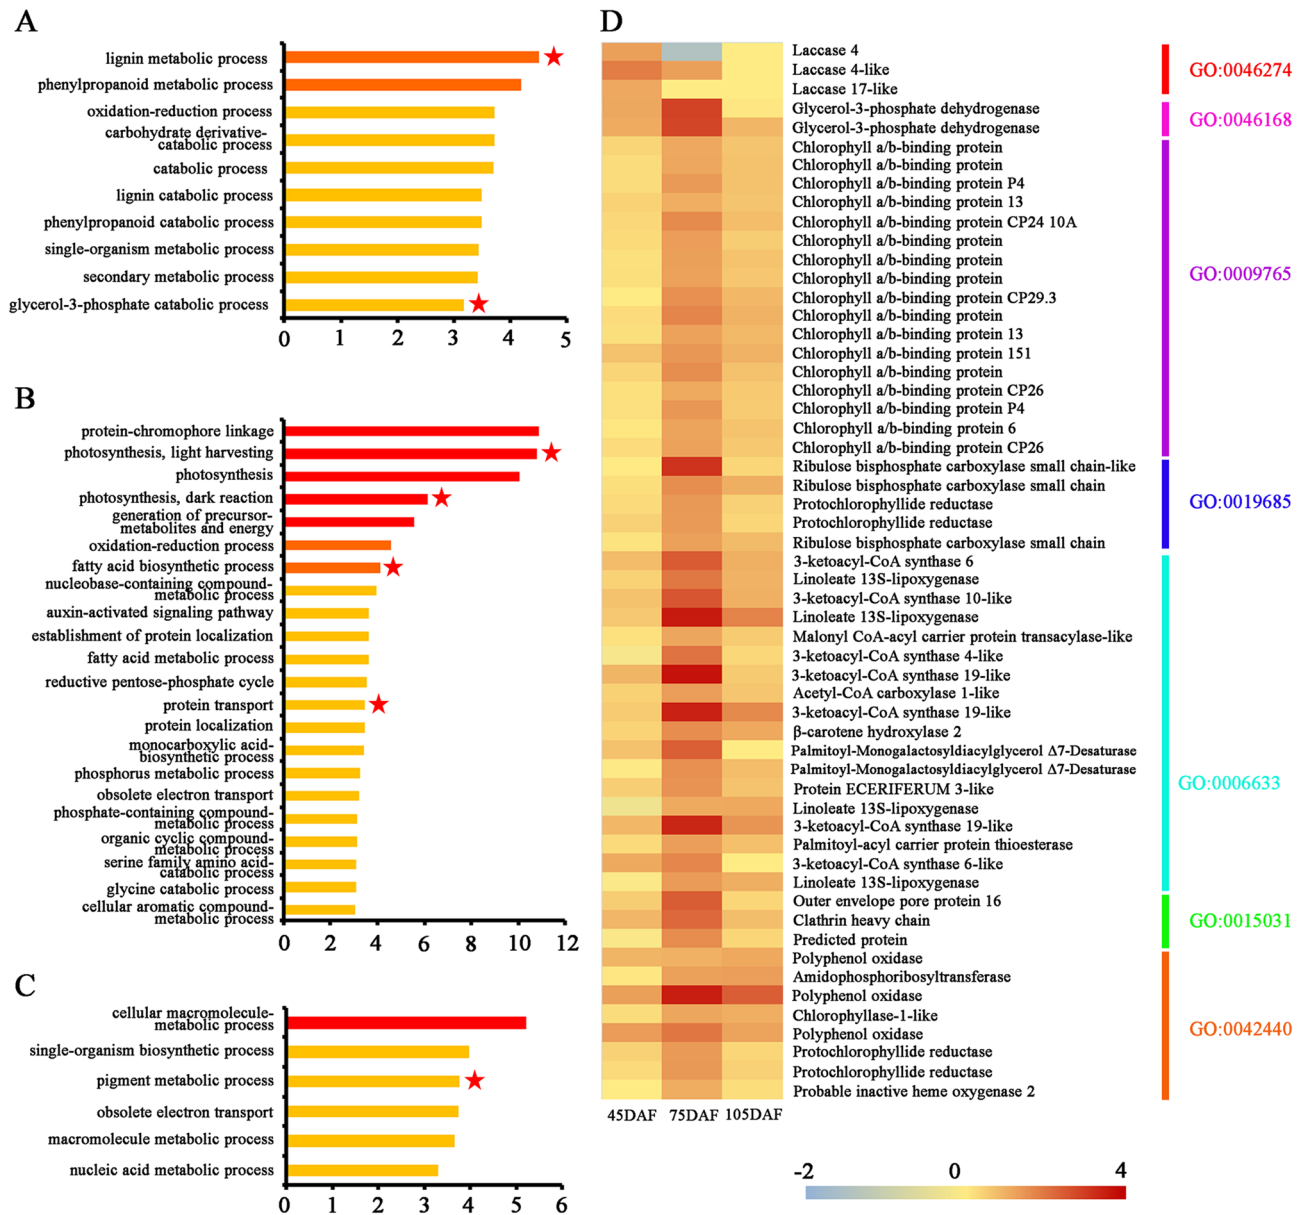 A
lignin metabolic process
phenylpropanoid metabolic process
oxidation-reduction process
carbohydrate derivative-
catabolic process
catabolic process
lignin catabolic process
phenylpropanoid catabolic process
single-organism metabolic process
secondary metabolic process
glycerol-3-phosphate catabolic process
0 1 2 3 4 5
B
protein-chromophore linkage
photosynthesis, light harvesting
photosynthesis
photosynthesis, dark reaction
generation of precursor-
metabolites and energy
oxidation-reduction process
fatty acid biosynthetic process
nucleobase-containing compound-
metabolic process
auxin-activated signaling pathway
establishment of protein localization
fatty acid metabolic process
reductive pentose-phosphate cycle
protein transport
protein localization
monocarboxylic acid-
biosynthetic process
phosphorus metabolic process
obsolete electron transport
phosphate-containing compound-
metabolic process
organic cyclic compound-
metabolic process
serine family amino acid-
catabolic process
glycine catabolic process
cellular aromatic compound-
metabolic process
0 2 4 6 8 10 12
C
cellular macromolecule-
metabolic process
single-organism biosynthetic process
pigment metabolic process
obsolete electron transport
macromolecule metabolic process
nucleic acid metabolic process
0 1 2 3 4 5 6
D
Laccase 4
Laccase 4-like
Laccase 17-like
Glycerol-3-phosphate dehydrogenase
Glycerol-3-phosphate dehydrogenase
Chlorophyll a/b-binding protein
Chlorophyll a/b-binding protein
Chlorophyll a/b-binding protein P4
Chlorophyll a/b-binding protein 13
Chlorophyll a/b-binding protein CP24 10A
Chlorophyll a/b-binding protein
Chlorophyll a/b-binding protein
Chlorophyll a/b-binding protein
Chlorophyll a/b-binding protein CP29.3
Chlorophyll a/b-binding protein
Chlorophyll a/b-binding protein 13
Chlorophyll a/b-binding protein 151
Chlorophyll a/b-binding protein
Chlorophyll a/b-binding protein CP26
Chlorophyll a/b-binding protein P4
Chlorophyll a/b-binding protein 6
Chlorophyll a/b-binding protein CP26
Ribulose bisphosphate carboxylase small chain-like
Ribulose bisphosphate carboxylase small chain
Protochlorophyllide reductase
Protochlorophyllide reductase
Ribulose bisphosphate carboxylase small chain
3-ketoacyl-CoA synthase 6
Linoleate 13S-lipoxygenase
3-ketoacyl-CoA synthase 10-like
Linoleate 13S-lipoxygenase
Malonyl CoA-acyl carrier protein transacylase-like
3-ketoacyl-CoA synthase 4-like
3-ketoacyl-CoA synthase 19-like
Acetyl-CoA carboxylase 1-like
3-ketoacyl-CoA synthase 19-like
β-carotene hydroxylase 2
Palmitoyl-Monogalactosyldiacylglycerol Δ7-Desaturase
Palmitoyl-Monogalactosyldiacylglycerol Δ7-Desaturase
Protein ECERIFERUM 3-like
Linoleate 13S-lipoxygenase
3-ketoacyl-CoA synthase 19-like
Palmitoyl-acyl carrier protein thioesterase
3-ketoacyl-CoA synthase 6-like
Linoleate 13S-lipoxygenase
Outer envelope pore protein 16
Clathrin heavy chain
Predicted protein
Polyphenol oxidase
Amidophosphoribosyltransferase
Polyphenol oxidase
Chlorophyllase-1-like
Polyphenol oxidase
Protochlorophyllide reductase
Protochlorophyllide reductase
Probable inactive heme oxygenase 2
45DAF 75DAF 105DAF
GO:0046274
GO:0046168
GO:0009765
GO:0019685
GO:0006633
GO:0015031
GO:0042440
-2 0 4